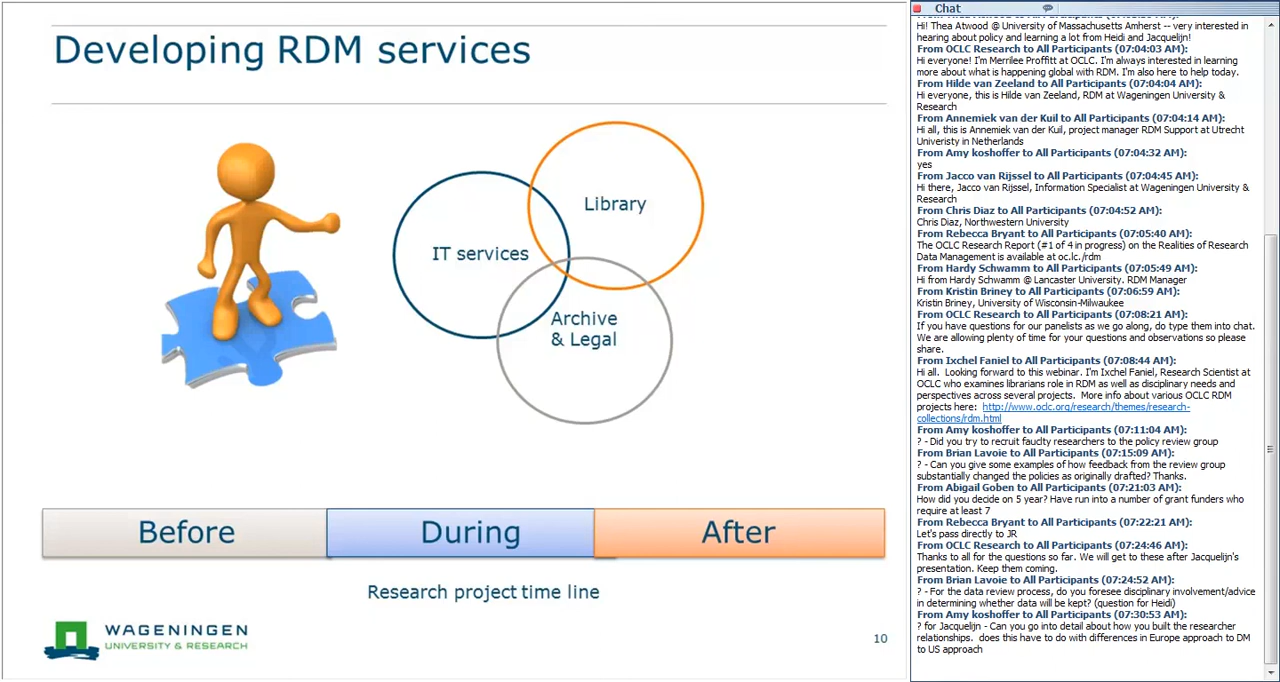 Developing RDM services
Library
IT services
Archive
& Legal
Before
During
After
Research project time line
WAGENINGEN
UNIVERSITY & RESEARCH
10
Chat
Hi! Thea Atwood @ University of Massachusetts Amherst -- very interested in
hearing about policy and learning a lot from Heidi and Jacquelijn!
From OCLC Research to All Participants (07:04:03 AM):
Hi everyone! I'm Merrilee Proffitt at OCLC. I'm always interested in learning
more about what is happening global with RDM. I'm also here to help today.
From Hilde van Zeeland to All Participants (07:04:04 AM):
Hi everyone, this is Hilde van Zeeland, RDM at Wageningen University &
Research
From Annemiek van der Kuil to All Participants (07:04:14 AM):
Hi all, this is Annemiek van der Kuil, project manager RDM Support at Utrecht
Univeristy in Netherlands
From Amy koshoffer to All Participants (07:04:32 AM):
yes
From Jacco van Rijssel to All Participants (07:04:45 AM):
Hi there, Jacco van Rijssel, Information Specialist at Wageningen University &
Research
From Chris Diaz to All Participants (07:04:52 AM):
Chris Diaz, Northwestern University
From Rebecca Bryant to All Participants (07:05:40 AM):
The OCLC Research Report (#1 of 4 in progress) on the Realities of Research
Data Management is available at oc.lc./rdm
From Hardy Schwamm to All Participants (07:05:49 AM):
Hi from Hardy Schwamm @ Lancaster University. RDM Manager
From Kristin Briney to All Participants (07:06:59 AM):
Kristin Briney, University of Wisconsin-Milwaukee
From OCLC Research to All Participants (07:08:21 AM):
If you have questions for our panelists as we go along, do type them into chat.
We are allowing plenty of time for your questions and observations so please
share.
From Ixchel Faniel to All Participants (07:08:44 AM):
Hi all.  Looking forward to this webinar. I'm Ixchel Faniel, Research Scientist at
OCLC who examines librarians role in RDM as well as disciplinary needs and
perspectives across several projects.  More info about various OCLC RDM
projects here:  http://www.oclc.org/research/themes/research-
collections/rdm.html
From Amy koshoffer to All Participants (07:11:04 AM):
? - Did you try to recruit fauclty researchers to the policy review group
From Brian Lavoie to All Participants (07:15:09 AM):
? - Can you give some examples of how feedback from the review group
substantially changed the policies as originally drafted? Thanks.
From Abigail Goben to All Participants (07:21:03 AM):
How did you decide on 5 year? Have run into a number of grant funders who
require at least 7
From Rebecca Bryant to All Participants (07:22:21 AM):
Let's pass directly to JR
From OCLC Research to All Participants (07:24:46 AM):
Thanks to all for the questions so far. We will get to these after Jacquelijn's
presentation. Keep them coming.
From Brian Lavoie to All Participants (07:24:52 AM):
? - For the data review process, do you foresee disciplinary involvement/advice
in determining whether data will be kept? (question for Heidi)
From Amy koshoffer to All Participants (07:30:53 AM):
? for Jacquelijn - Can you go into detail about how you built the researcher
relationships.  does this have to do with differences in Europe approach to DM
to US approach